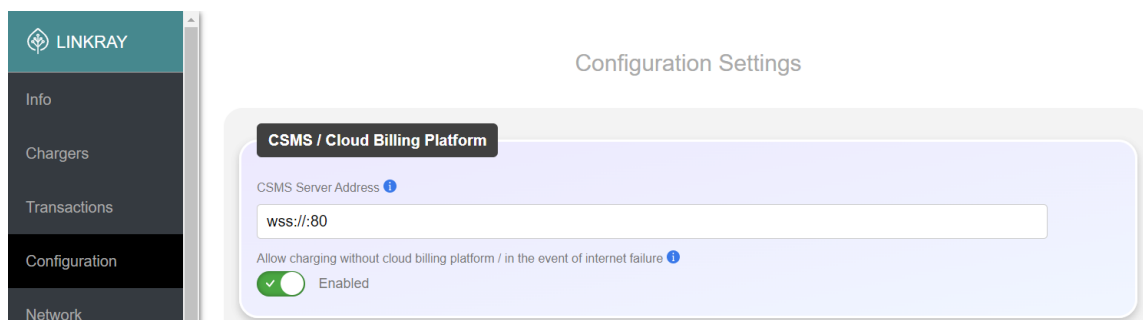 LINKRAY
Configuration Settings
Info
Chargers
Transactions
Configuration
Network
CSMS / Cloud Billing Platform
CSMS Server Address
wss://:80
Allow charging without cloud billing platform / in the event of internet failure
Enabled